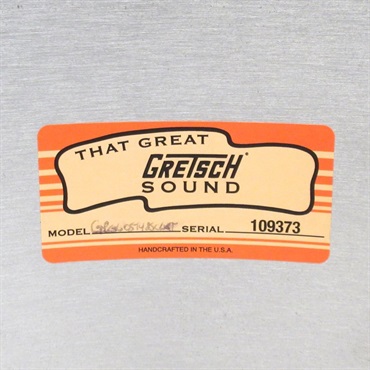 THAT GREAT
GRETSCH
SOUND
MODEL SERIAL 109373
HANDCRAFTED IN THE U.S.A.